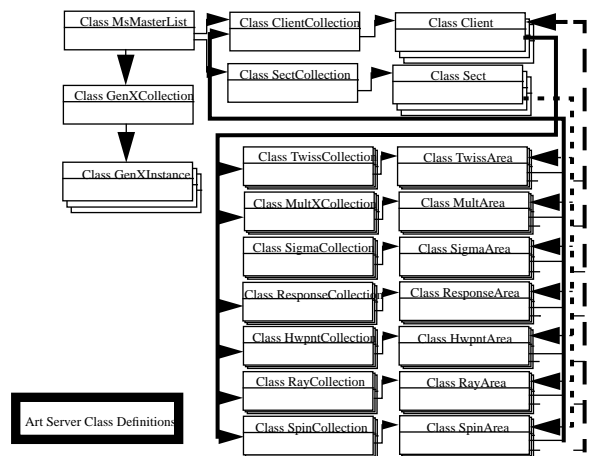 Class MsMasterList
Class ClientCollection
Class Client
Class SectCollection
Class Sect
Class GenXCollection
Class GenXInstance
Class TwissCollection
Class TwissArea
Class MultXCollection
Class MultArea
Class SigmaCollection
Class SigmaArea
Class ResponseCollection
Class ResponseArea
Class HwpntCollection
Class HwpntArea
Class RayCollection
Class RayArea
Class SpinCollection
Class SpinArea
Art Server Class Definitions